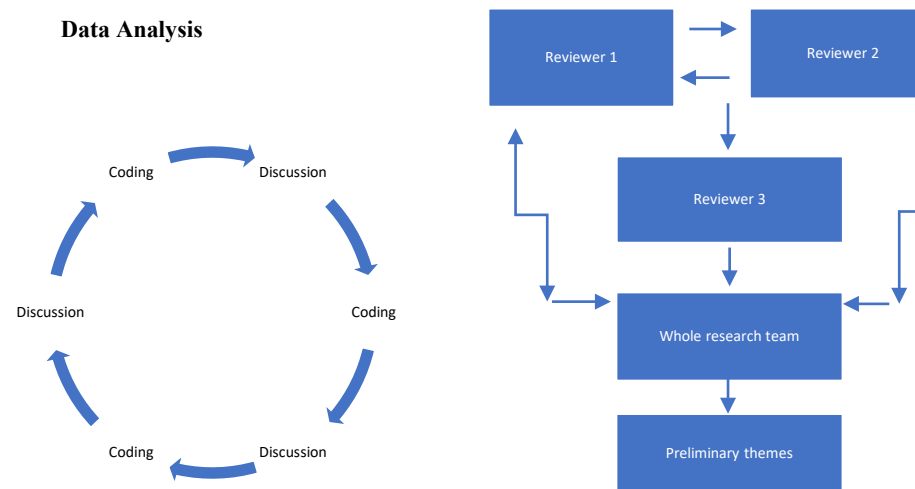 Data Analysis
Coding
Discussion
Coding
Discussion
Coding
Discussion
Reviewer 1
Reviewer 2
Reviewer 3
Whole research team
Preliminary themes